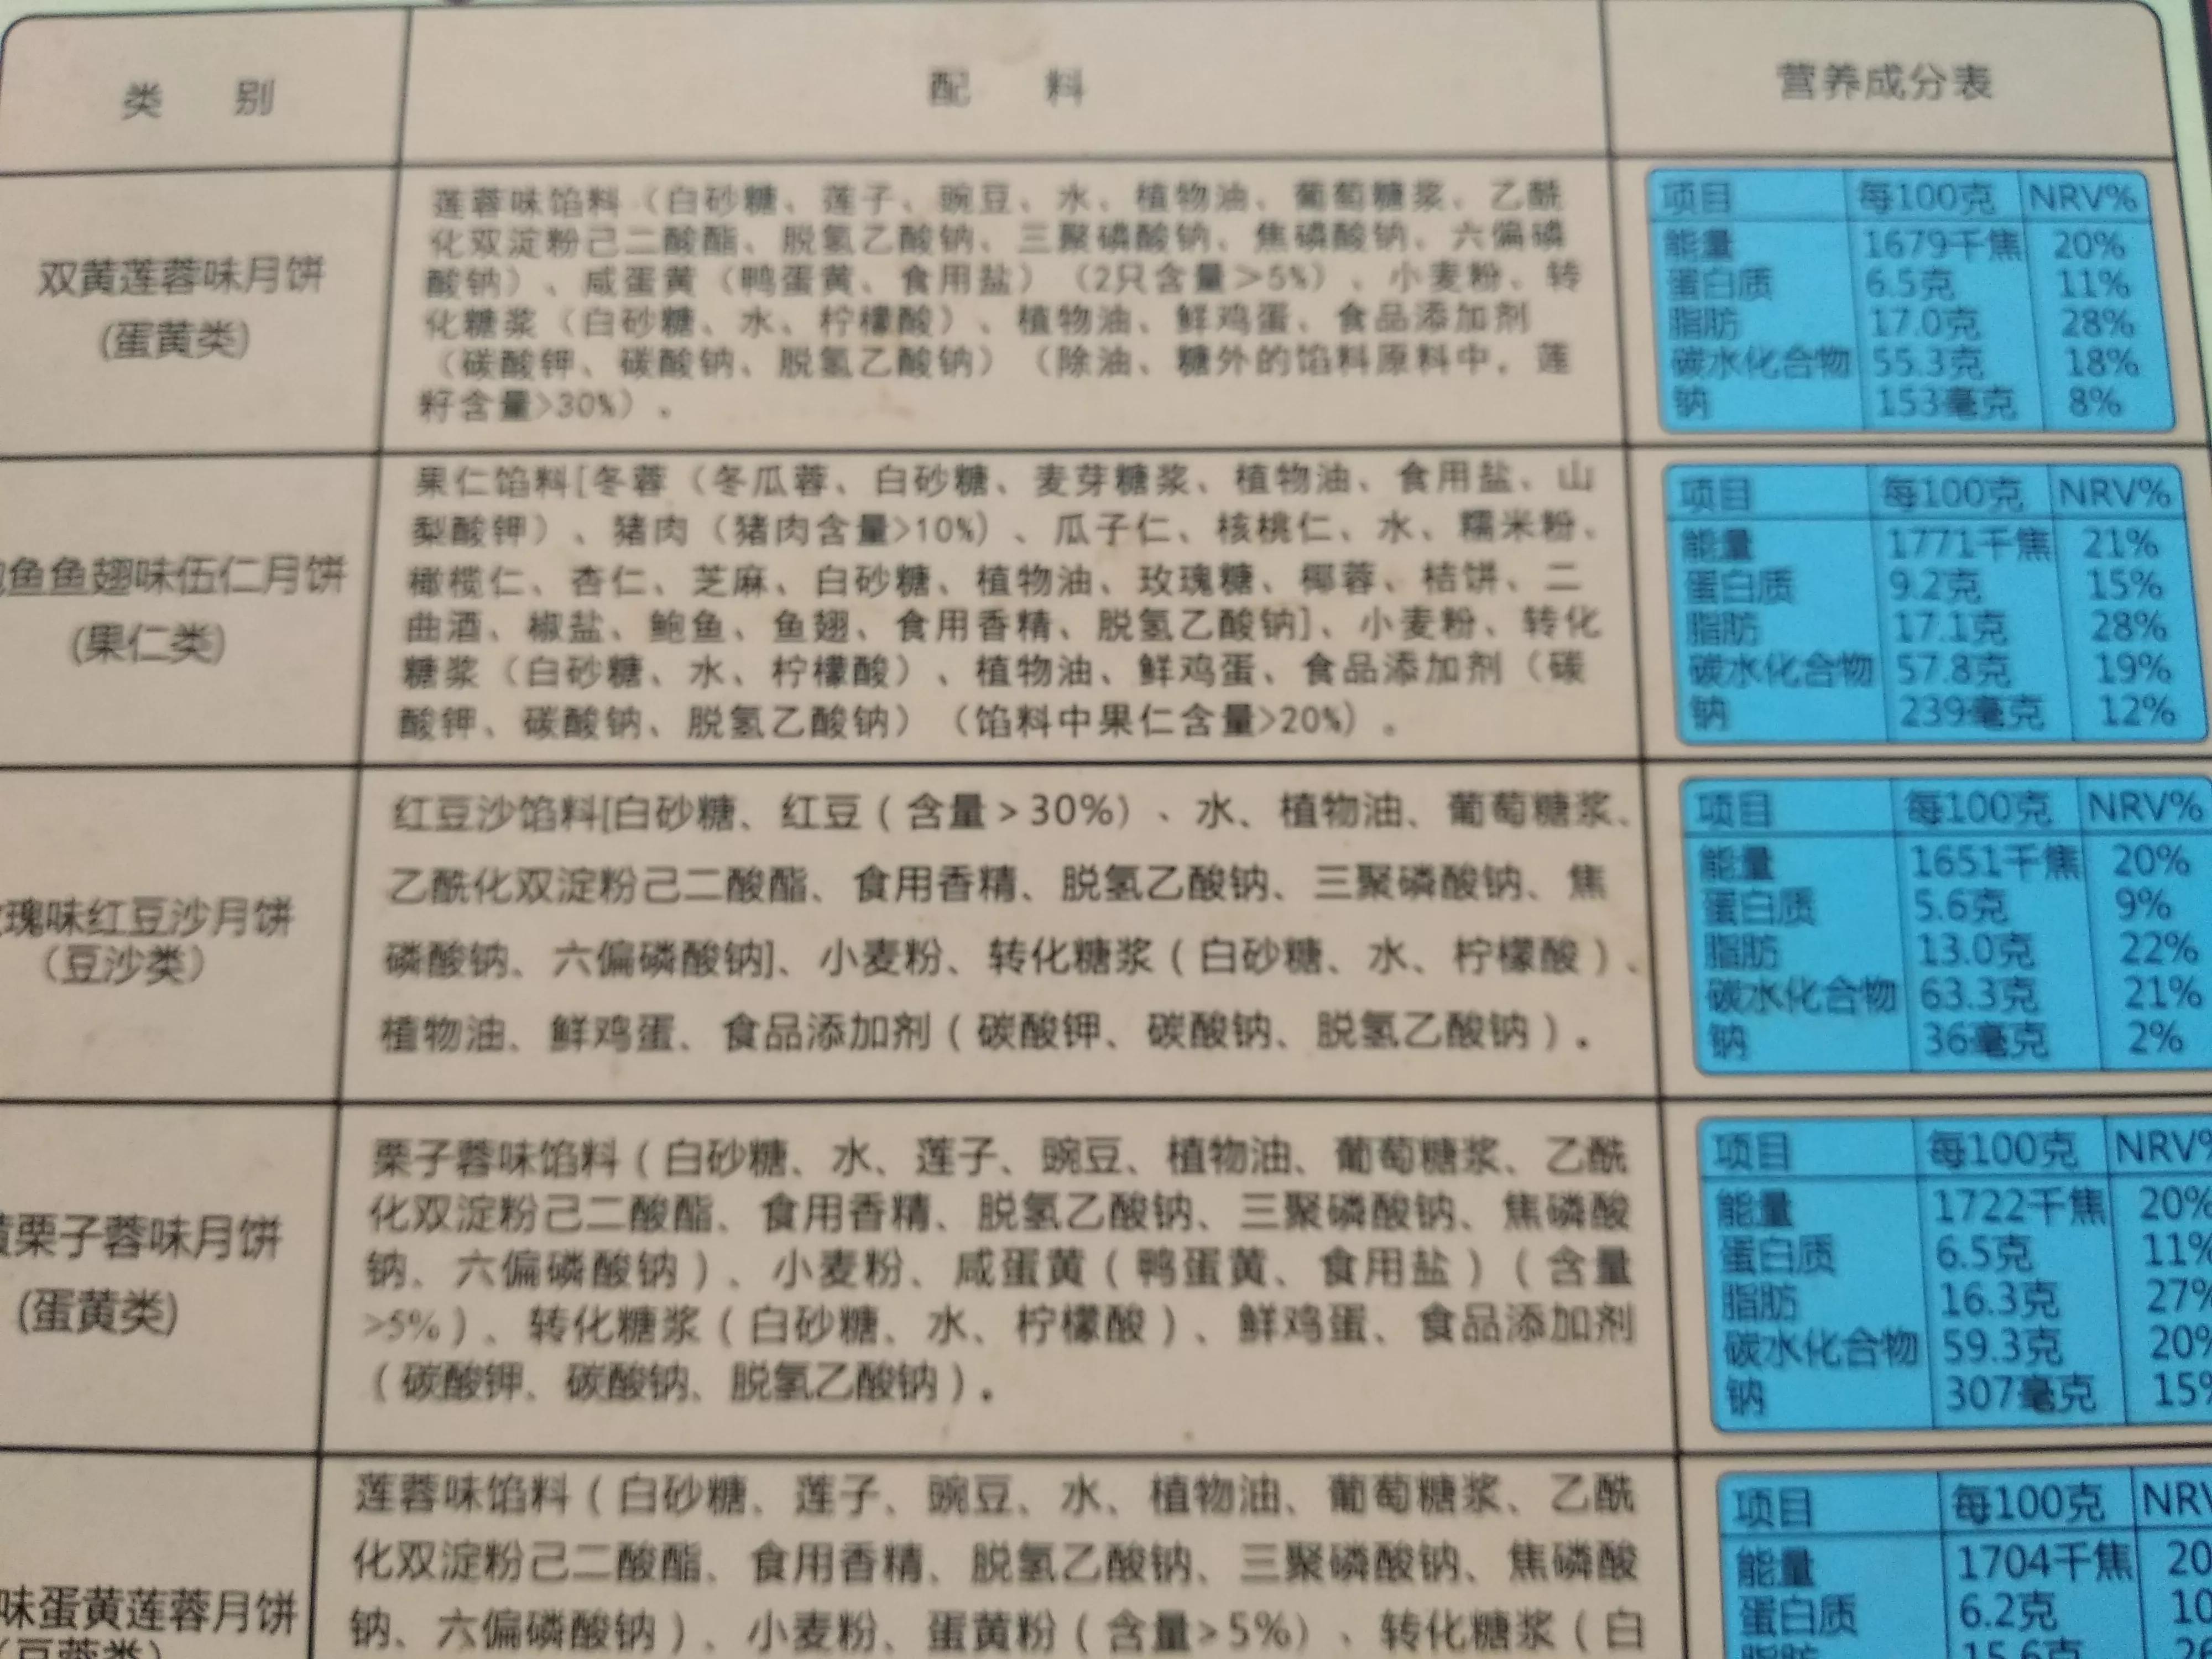 类 别
配 料
营养成分表
双黄莲蓉味月饼
(蛋黄类)
莲蓉味馅料（白砂糖、莲子、豌豆、水、植物油、葡萄糖浆、乙酰
化双淀粉己二酸酯、脱氢乙酸钠、三聚磷酸钠、焦磷酸钠、六偏磷
酸钠）、咸蛋黄（鸭蛋黄、食用盐）（2只含量＞5%）、小麦粉、转
化糖浆（白砂糖、水、柠檬酸）、植物油、鲜鸡蛋、食品添加剂
（碳酸钾、碳酸钠、脱氢乙酸钠）（除油、糖外的馅料原料中，莲
籽含量>30%）。
项目 每100克 NRV%
能量 1679千焦 20%
蛋白质 6.5克 11%
脂肪 17.0克 28%
碳水化合物 55.3克 18%
钠 153毫克 8%
鱼鱼翅味伍仁月饼
(果仁类)
果仁馅料[冬蓉（冬瓜蓉、白砂糖、麦芽糖浆、植物油、食用盐、山
梨酸钾）、猪肉（猪肉含量>10%）、瓜子仁、核桃仁、水、糯米粉、
橄榄仁、杏仁、芝麻、白砂糖、植物油、玫瑰糖、椰蓉、桔饼、二
曲酒、椒盐、鲍鱼、鱼翅、食用香精、脱氢乙酸钠]、小麦粉、转化
糖浆（白砂糖、水、柠檬酸）、植物油、鲜鸡蛋、食品添加剂（碳
酸钾、碳酸钠、脱氢乙酸钠）（馅料中果仁含量>20%）。
项目 每100克 NRV%
能量 1771千焦 21%
蛋白质 9.2克 15%
脂肪 17.1克 28%
碳水化合物 57.8克 19%
钠 239毫克 12%
瑰味红豆沙月饼
（豆沙类）
红豆沙馅料[白砂糖、红豆（含量＞30%）、水、植物油、葡萄糖浆、
乙酰化双淀粉己二酸酯、食用香精、脱氢乙酸钠、三聚磷酸钠、焦
磷酸钠、六偏磷酸钠]、小麦粉、转化糖浆（白砂糖、水、柠檬酸）、
植物油、鲜鸡蛋、食品添加剂（碳酸钾、碳酸钠、脱氢乙酸钠）。
项目 每100克 NRV%
能量 1651千焦 20%
蛋白质 5.6克 9%
脂肪 13.0克 22%
碳水化合物 63.3克 21%
钠 36毫克 2%
栗子蓉味月饼
(蛋黄类)
栗子蓉味馅料（白砂糖、水、莲子、豌豆、植物油、葡萄糖浆、乙酰
化双淀粉己二酸酯、食用香精、脱氢乙酸钠、三聚磷酸钠、焦磷酸
钠、六偏磷酸钠）、小麦粉、咸蛋黄（鸭蛋黄、食用盐）（含量
>5%）、转化糖浆（白砂糖、水、柠檬酸）、鲜鸡蛋、食品添加剂
（碳酸钾、碳酸钠、脱氢乙酸钠）。
项目 每100克 NRV%
能量 1722千焦 20%
蛋白质 6.5克 11%
脂肪 16.3克 27%
碳水化合物 59.3克 20%
钠 307毫克 15%
味蛋黄莲蓉月饼
（豆蓉类）
莲蓉味馅料（白砂糖、莲子、豌豆、水、植物油、葡萄糖浆、乙酰
化双淀粉己二酸酯、食用香精、脱氢乙酸钠、三聚磷酸钠、焦磷酸
钠、六偏磷酸钠）、小麦粉、蛋黄粉（含量>5%）、转化糖浆（白
项目 每100克 NRV
能量 1704千焦 20
蛋白质 6.2克 10
脂肪 15.6克 26